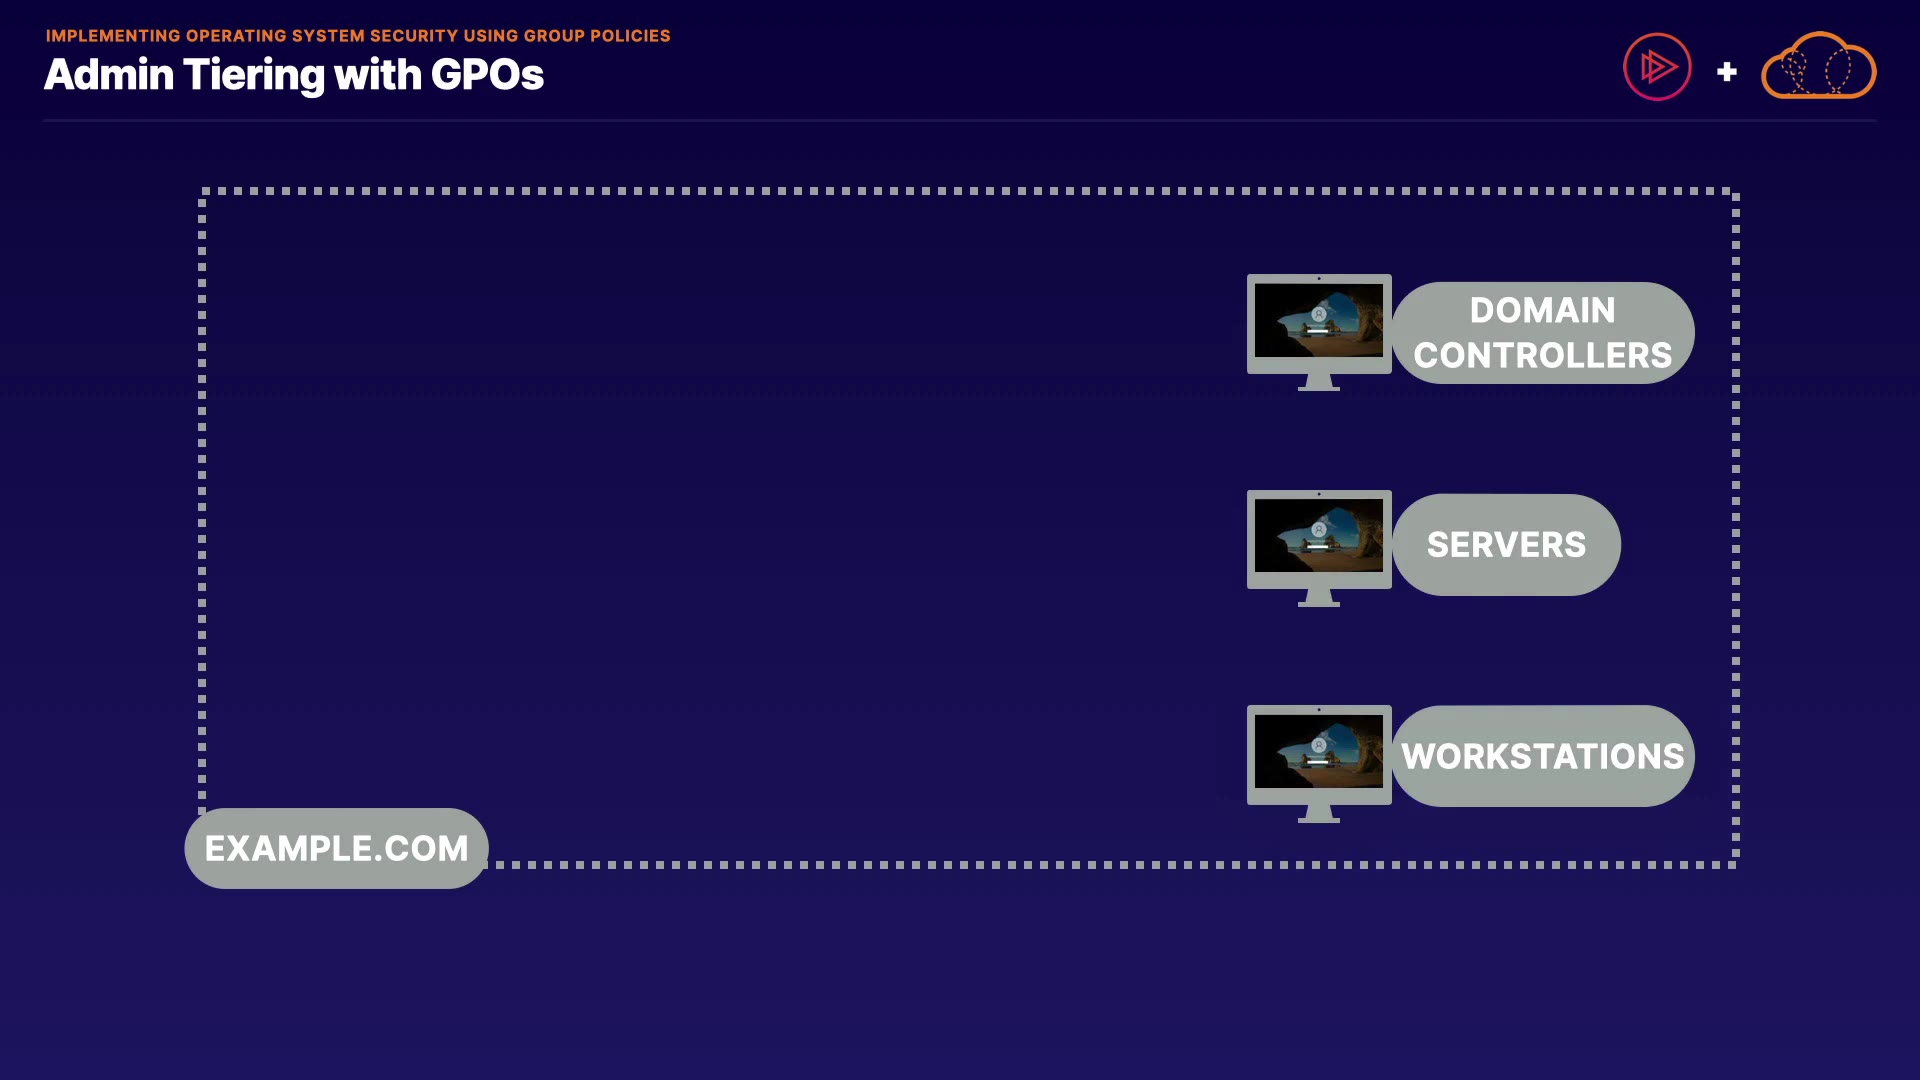 IMPLEMENTING OPERATING SYSTEM SECURITY USING GROUP POLICIES
Admin Tiering with GPOs
+
DOMAIN
CONTROLLERS
SERVERS
WORKSTATIONS
EXAMPLE.COM